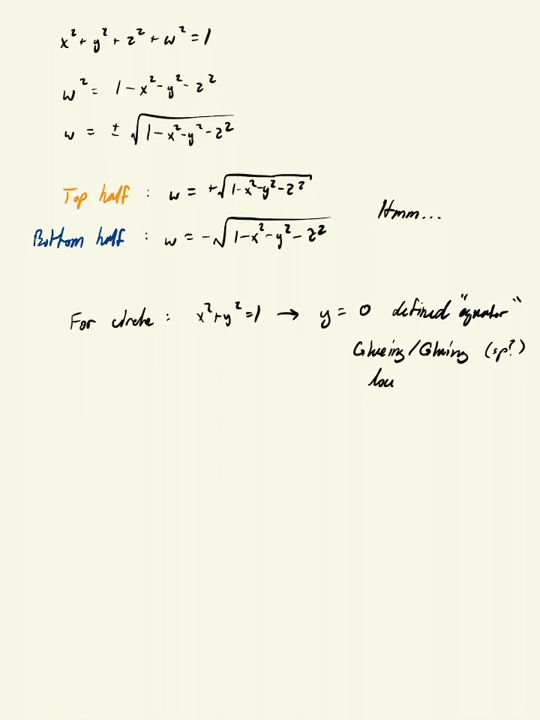 x² + y² + z² + w² = 1
w² = 1 - x² - y² - z²
w = ± √(1 - x² - y² - z²)
Top half : w = +√(1-x²-y²-z²)
Hmm...
Bottom half : w = -√(1-x²-y²-z²)
For circle : x²+y²=1 → y = 0 defined "equator"
Glueing/Gluing (sp?)
lou